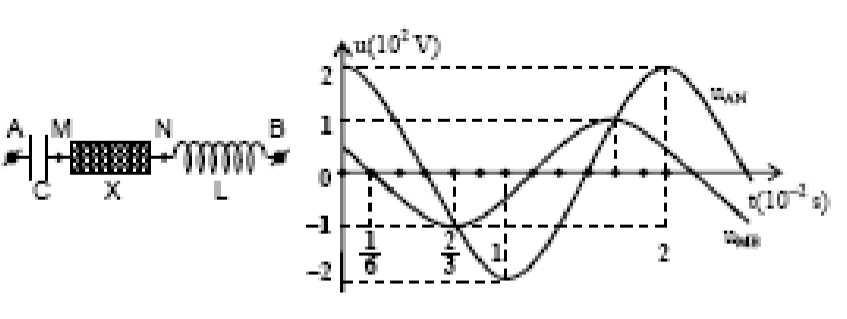 A M N B
C X L
u(10² V)
2
1
0
-1
-2
1/6
2/3
1
2
u_AN
t(10⁻² s)
u_MB